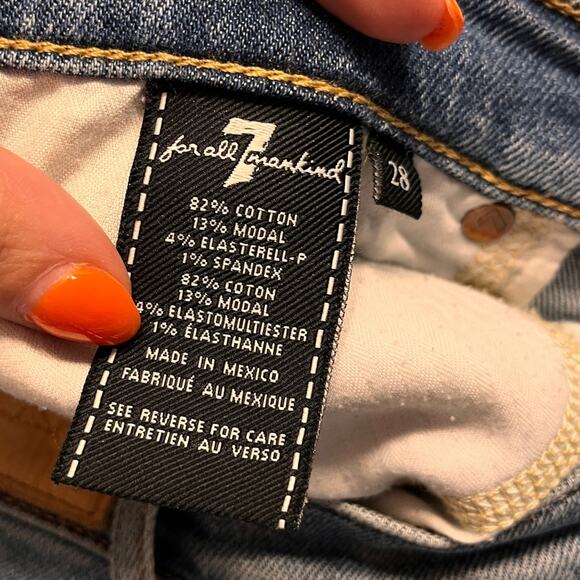 7
for all mankind
28
82% COTTON
13% MODAL
4% ELASTERELL-P
1% SPANDEX
82% COTON
13% MODAL
4% ELASTOMULTIESTER
1% ÉLASTHANNE
MADE IN MEXICO
FABRIQUÉ AU MEXIQUE
SEE REVERSE FOR CARE
ENTRETIEN AU VERSO